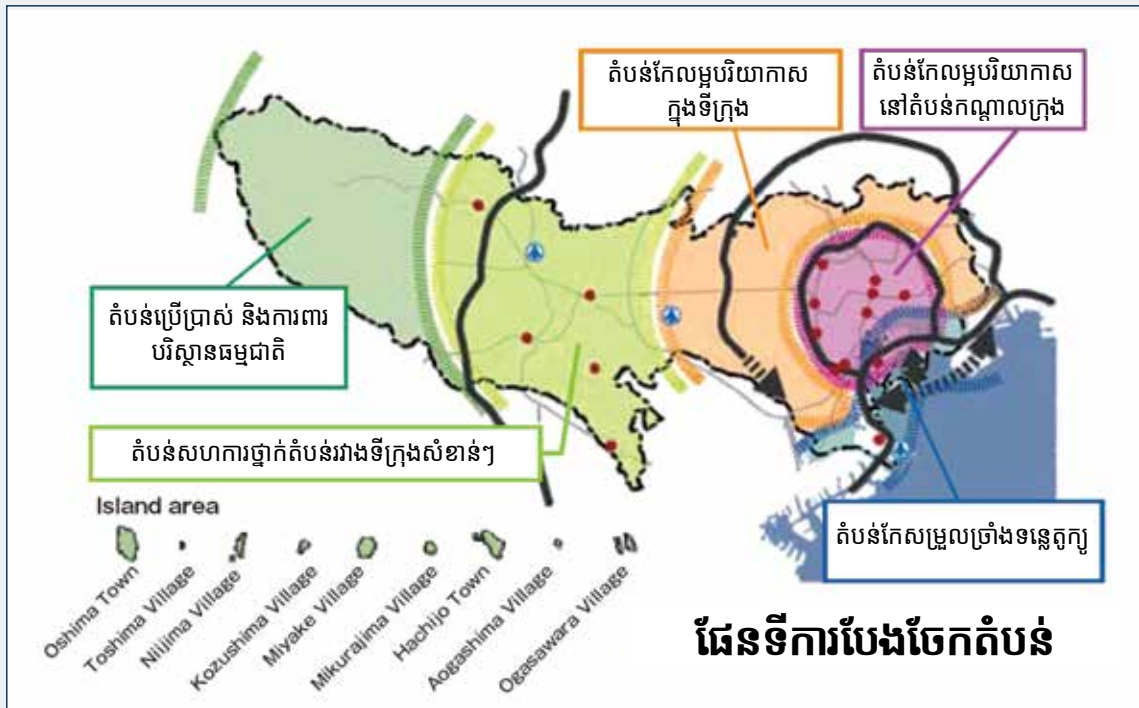 តំបន់កែលម្អបរិយាកាស
ក្នុងទីក្រុង
តំបន់កែលម្អបរិយាកាស
នៅតំបន់កណ្តាលក្រុង
តំបន់ប្រើប្រាស់ និងការពារ
បរិស្ថានធម្មជាតិ
តំបន់សហការថ្នាក់តំបន់រវាងទីក្រុងសំខាន់ៗ
តំបន់កែសម្រួលច្រាំងទន្លេតូក្យូ
Island area
Oshima Town
Toshima Village
Niijima Village
Kozushima Village
Miyake Village
Mikurajima Village
Hachijo Town
Aogashima Village
Ogasawara Village
ផែនទីការបែងចែកតំបន់